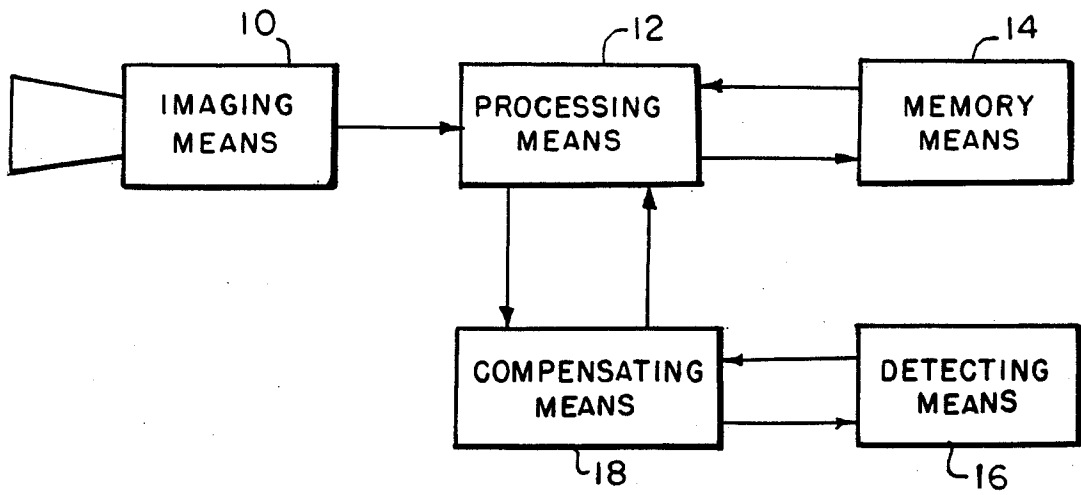 10
12
14
IMAGING
MEANS
PROCESSING
MEANS
MEMORY
MEANS
COMPENSATING
MEANS
DETECTING
MEANS
18
16